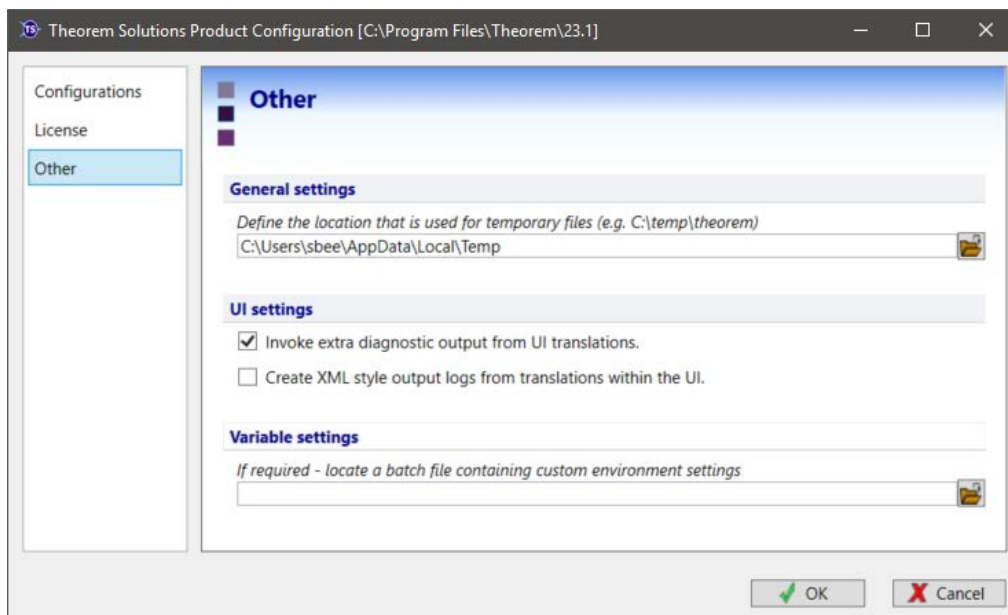 TS Theorem Solutions Product Configuration [C:\Program Files\Theorem\23.1]
Configurations
License
Other
Other
General settings
Define the location that is used for temporary files (e.g. C:\temp\theorem)
C:\Users\sbee\AppData\Local\Temp
UI settings
Invoke extra diagnostic output from UI translations.
Create XML style output logs from translations within the UI.
Variable settings
If required - locate a batch file containing custom environment settings
OK
Cancel